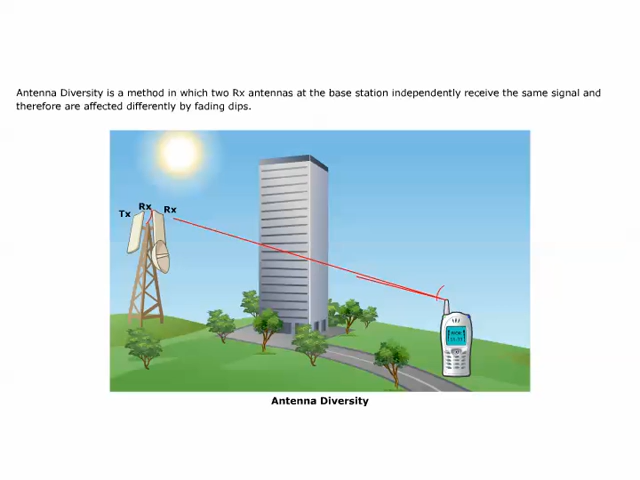 Antenna Diversity is a method in which two Rx antennas at the base station independently receive the same signal and
therefore are affected differently by fading dips.
Tx Rx Rx
Antenna Diversity